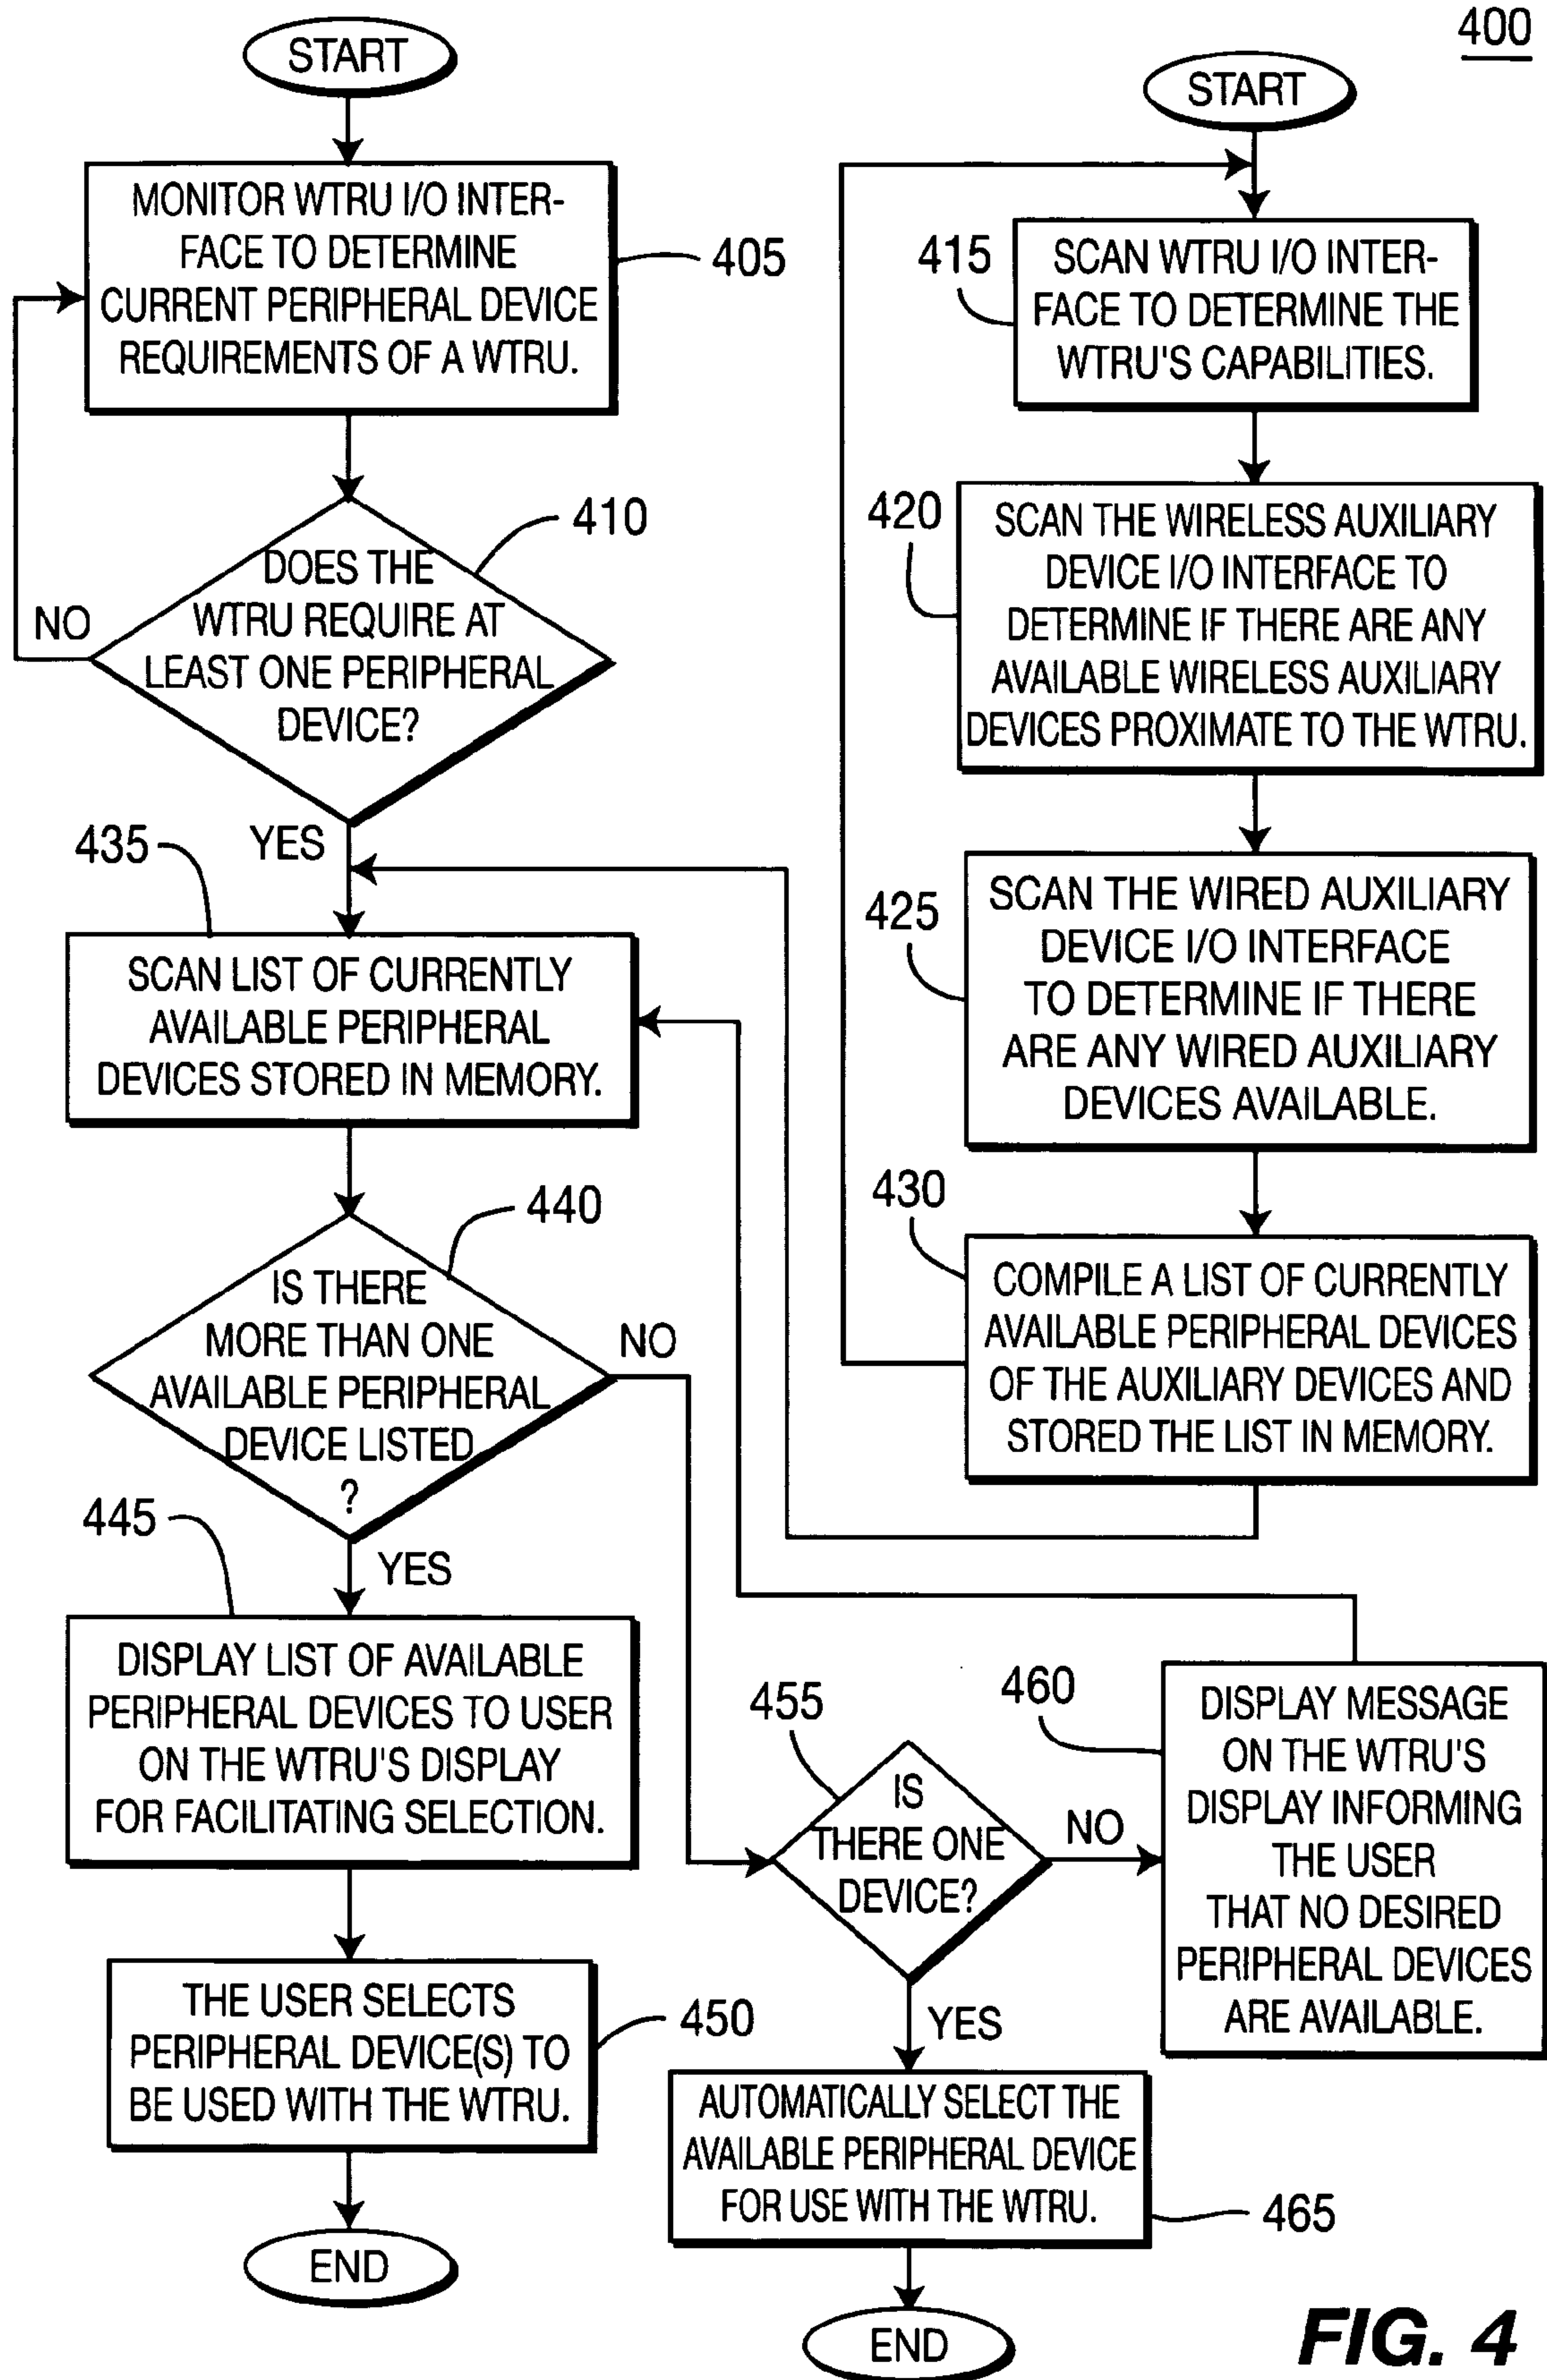 400
START
MONITOR WTRU I/O INTER-
FACE TO DETERMINE
CURRENT PERIPHERAL DEVICE
REQUIREMENTS OF A WTRU.
405
410
DOES THE
WTRU REQUIRE AT
LEAST ONE PERIPHERAL
DEVICE?
NO
YES
435
SCAN LIST OF CURRENTLY
AVAILABLE PERIPHERAL
DEVICES STORED IN MEMORY.
440
IS THERE
MORE THAN ONE
AVAILABLE PERIPHERAL
DEVICE LISTED
?
NO
YES
445
DISPLAY LIST OF AVAILABLE
PERIPHERAL DEVICES TO USER
ON THE WTRU'S DISPLAY
FOR FACILITATING SELECTION.
THE USER SELECTS
PERIPHERAL DEVICE(S) TO
BE USED WITH THE WTRU.
450
END
START
415
SCAN WTRU I/O INTER-
FACE TO DETERMINE THE
WTRU'S CAPABILITIES.
420
SCAN THE WIRELESS AUXILIARY
DEVICE I/O INTERFACE TO
DETERMINE IF THERE ARE ANY
AVAILABLE WIRELESS AUXILIARY
DEVICES PROXIMATE TO THE WTRU.
425
SCAN THE WIRED AUXILIARY
DEVICE I/O INTERFACE
TO DETERMINE IF THERE
ARE ANY WIRED AUXILIARY
DEVICES AVAILABLE.
430
COMPILE A LIST OF CURRENTLY
AVAILABLE PERIPHERAL DEVICES
OF THE AUXILIARY DEVICES AND
STORED THE LIST IN MEMORY.
455
IS
THERE ONE
DEVICE?
NO
YES
460
DISPLAY MESSAGE
ON THE WTRU'S
DISPLAY INFORMING
THE USER
THAT NO DESIRED
PERIPHERAL DEVICES
ARE AVAILABLE.
AUTOMATICALLY SELECT THE
AVAILABLE PERIPHERAL DEVICE
FOR USE WITH THE WTRU.
465
END
FIG. 4